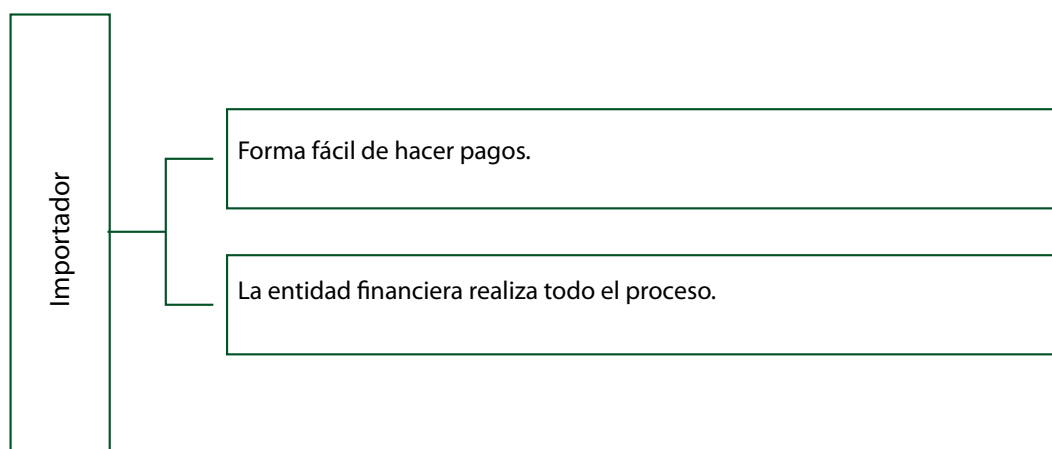 Importador
Forma fácil de hacer pagos.
La entidad financiera realiza todo el proceso.